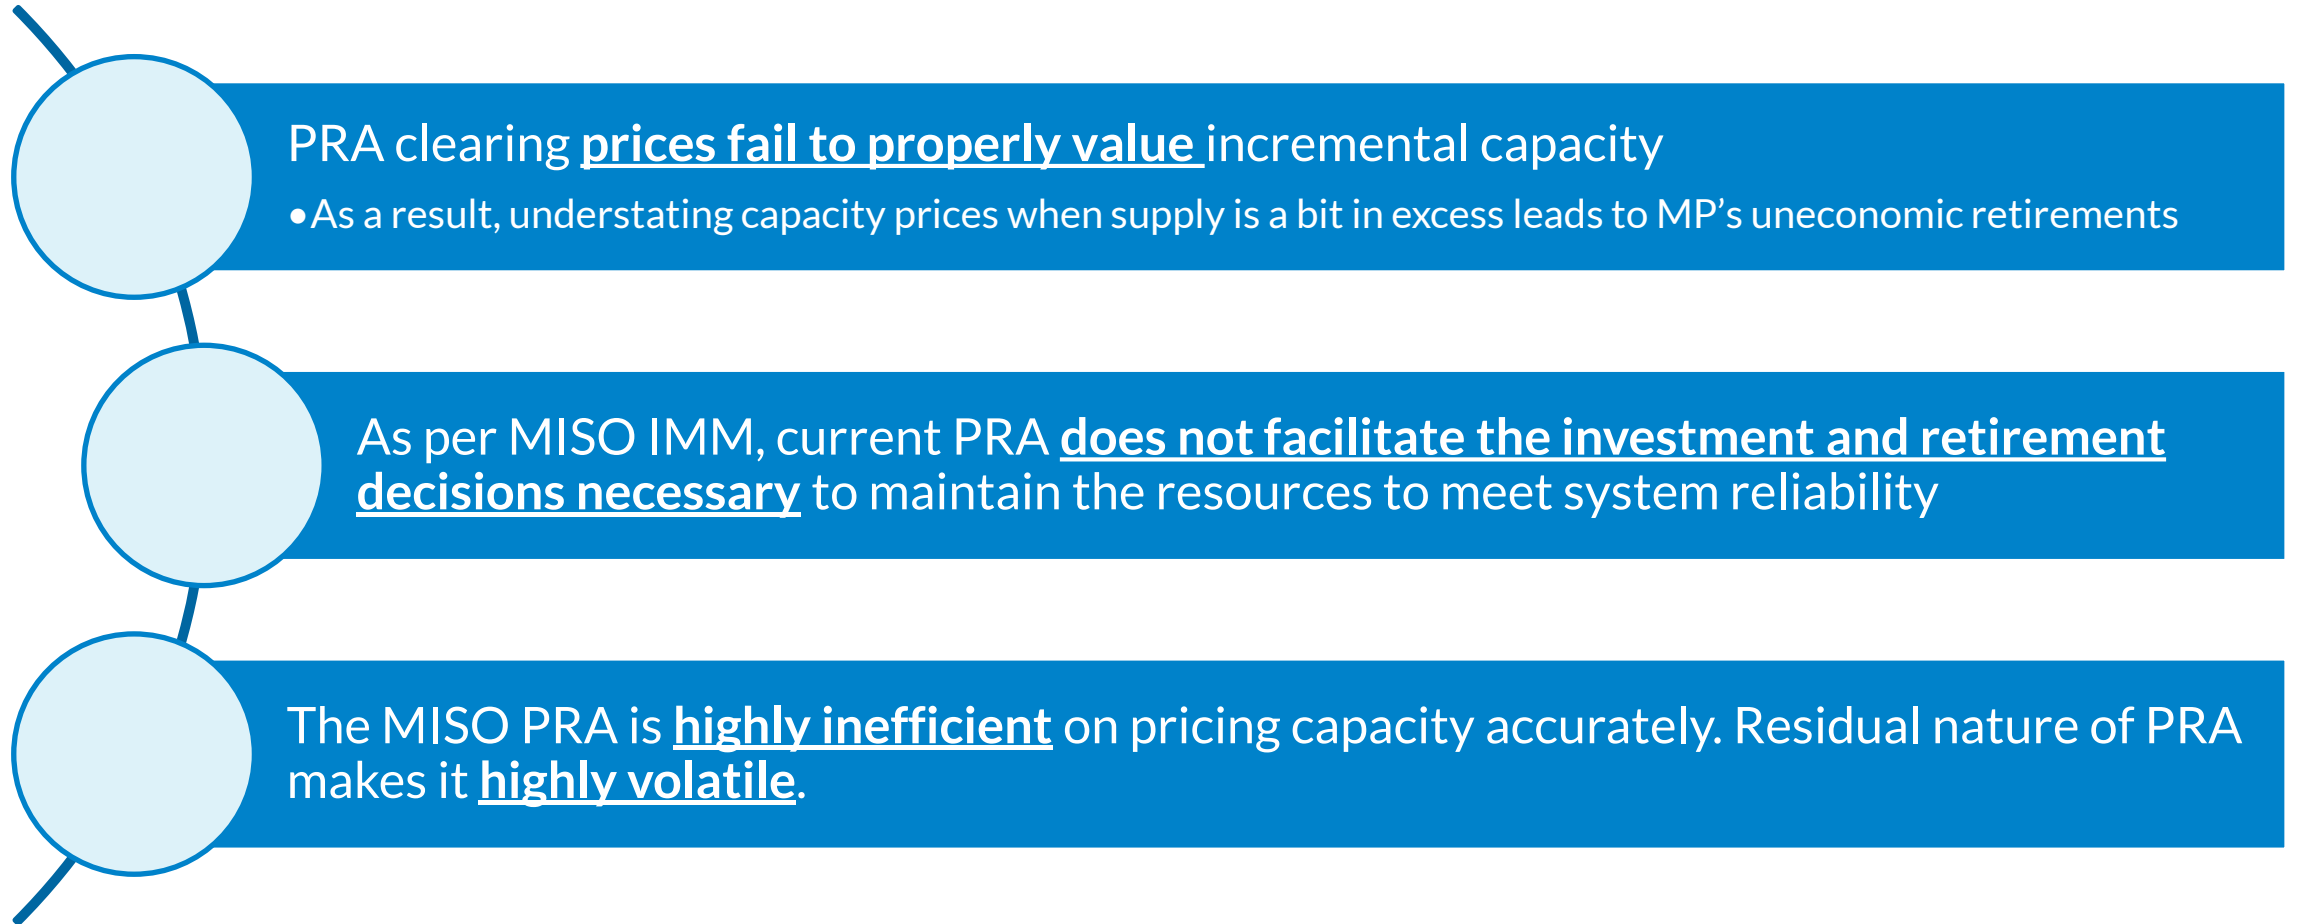 PRA clearing prices fail to properly value incremental capacity
•As a result, understating capacity prices when supply is a bit in excess leads to MP’s uneconomic retirements
As per MISO IMM, current PRA does not facilitate the investment and retirement
decisions necessary to maintain the resources to meet system reliability
The MISO PRA is highly inefficient on pricing capacity accurately. Residual nature of PRA
makes it highly volatile.